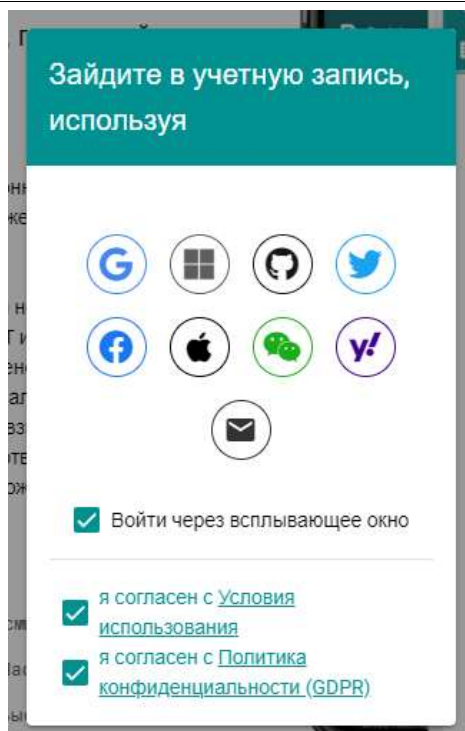 Зайдите в учетную запись,
используя
Войти через всплывающее окно
я согласен с Условия
использования
я согласен с Политика
конфиденциальности (GDPR)